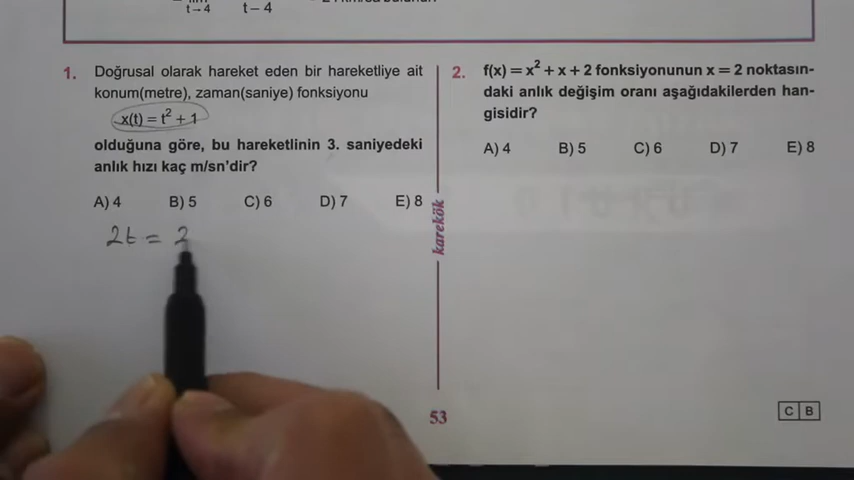 t→4 t – 4
1. Doğrusal olarak hareket eden bir hareketliye ait
konum(metre), zaman(saniye) fonksiyonu
x(t) = t² + 1
olduğuna göre, bu hareketlinin 3. saniyedeki
anlık hızı kaç m/sn'dir?
A) 4 B) 5 C) 6 D) 7 E) 8
2t = 2
karekök
2. f(x) = x² + x + 2 fonksiyonunun x = 2 noktasın-
daki anlık değişim oranı aşağıdakilerden han-
gisidir?
A) 4 B) 5 C) 6 D) 7 E) 8
53
C B